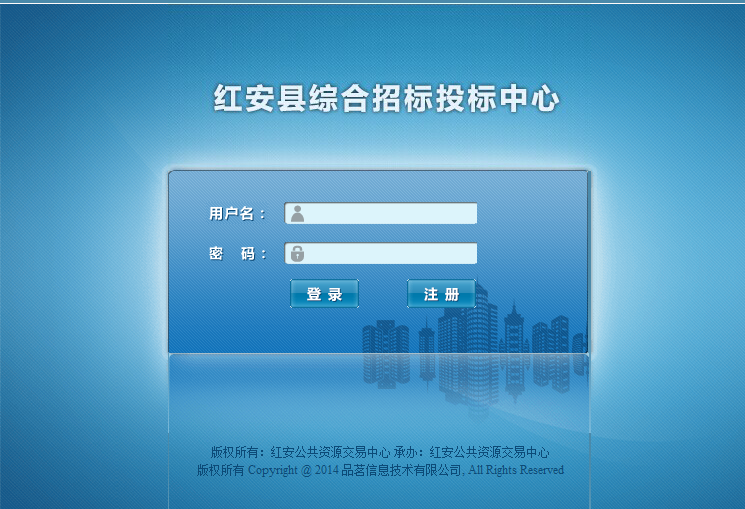 红安县综合招标投标中心
用户名：
密 码：
登 录 注 册
版权所有：红安公共资源交易中心 承办：红安公共资源交易中心
版权所有 Copyright @ 2014 品茗信息技术有限公司, All Rights Reserved